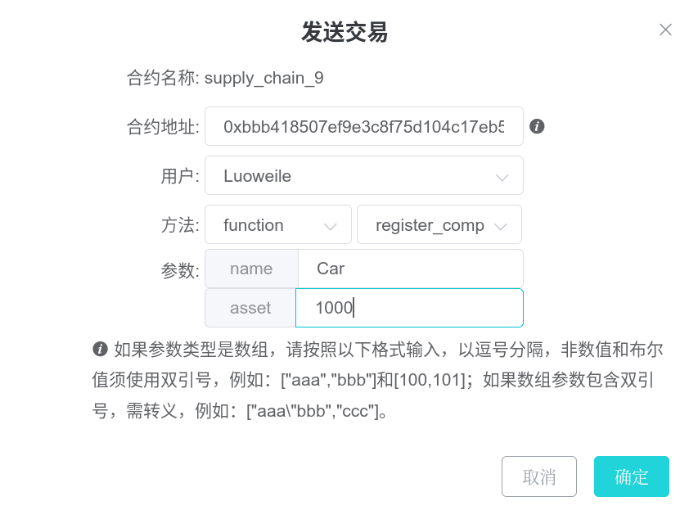 发送交易
合约名称: supply_chain_9
合约地址: 0xbbb418507ef9e3c8f75d104c17eb5
用户: Luoweile
方法: function register_comp
参数: name Car
asset 1000
如果参数类型是数组，请按照以下格式输入，以逗号分隔，非数值和布尔
值须使用双引号，例如：["aaa","bbb"]和[100,101]；如果数组参数包含双引
号，需转义，例如：["aaa\"bbb","ccc"]。
取消 确定